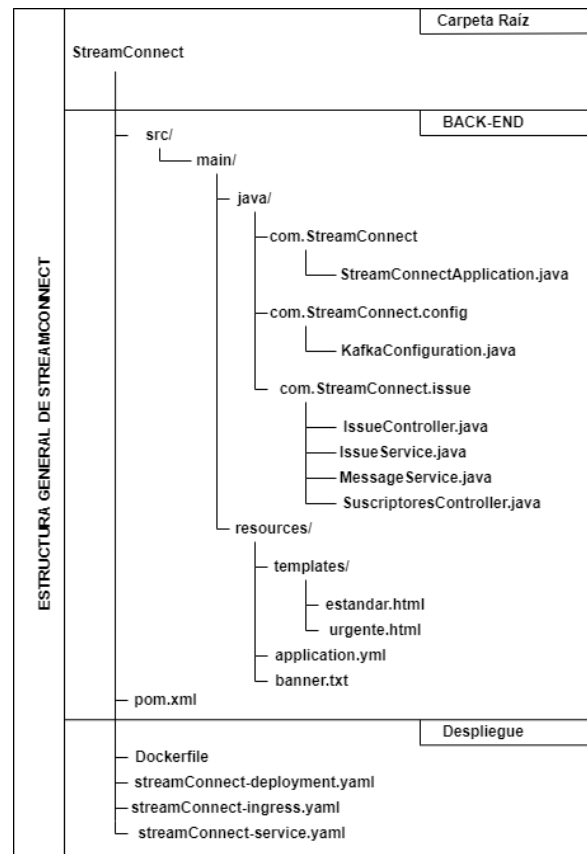 Carpeta Raíz
StreamConnect
BACK-END
src/
main/
java/
com.StreamConnect
StreamConnectApplication.java
com.StreamConnect.config
KafkaConfiguration.java
com.StreamConnect.issue
IssueController.java
IssueService.java
MessageService.java
SuscriptoresController.java
resources/
templates/
estandar.html
urgente.html
application.yml
banner.txt
pom.xml
Despliegue
Dockerfile
streamConnect-deployment.yaml
streamConnect-ingress.yaml
streamConnect-service.yaml
ESTRUCTURA GENERAL DE STREAMCONNECT